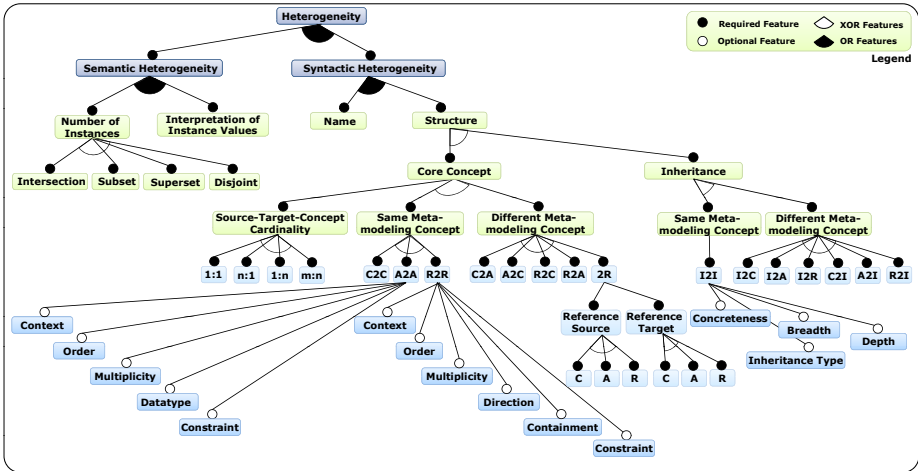 Heterogeneity
Required Feature
XOR Features
Optional Feature
OR Features
Legend
Semantic Heterogeneity
Syntactic Heterogeneity
Number of
Instances
Interpretation of
Instance Values
Name
Structure
Intersection
Subset
Superset
Disjoint
Core Concept
Inheritance
Source-Target-Concept
Cardinality
Same Meta-
modeling Concept
Different Meta-
modeling Concept
Same Meta-
modeling Concept
Different Meta-
modeling Concept
1:1
n:1
1:n
m:n
C2C
A2A
R2R
C2A
A2C
R2C
R2A
2R
I2I
I2C
I2A
I2R
C2I
A2I
R2I
Context
Order
Multiplicity
Datatype
Constraint
Context
Order
Multiplicity
Direction
Containment
Constraint
Reference
Source
Reference
Target
C
A
R
C
A
R
Concreteness
Breadth
Depth
Inheritance Type